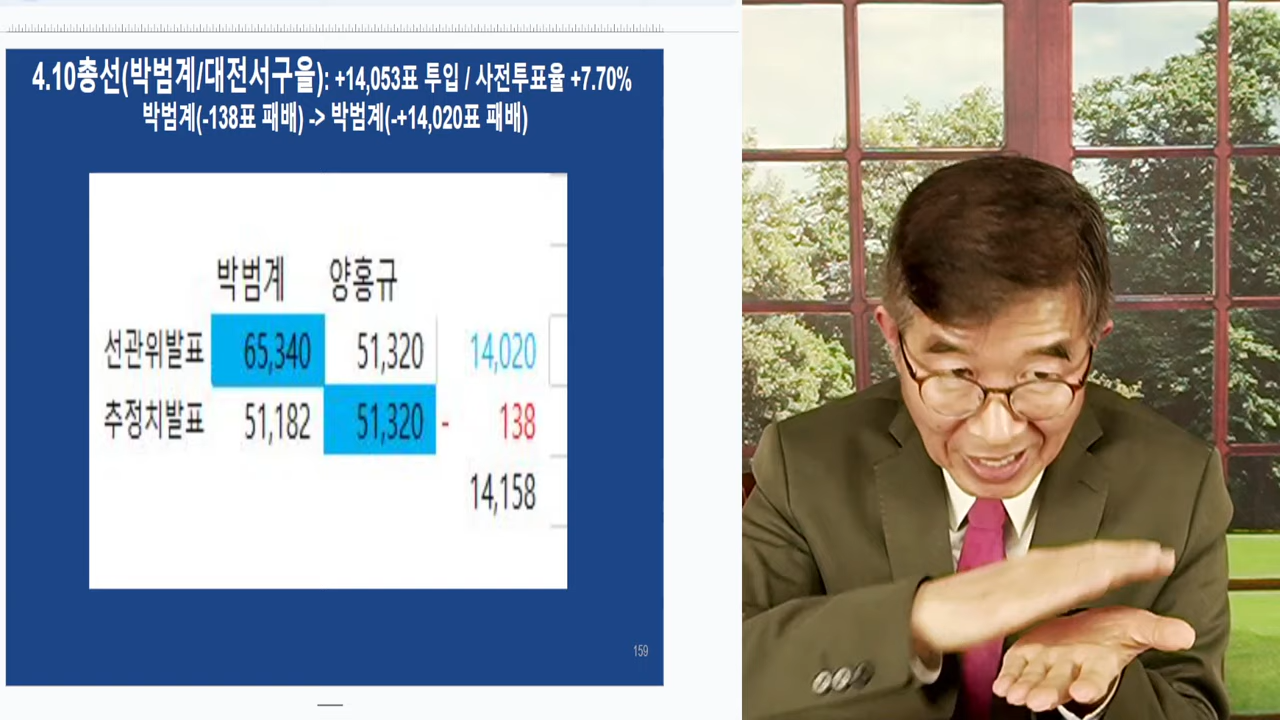 4.10총선(박범계/대전서구을): +14,053표 투입 / 사전투표율 +7.70%
박범계(-138표 패배) -> 박범계(-+14,020표 패배)
박범계 양홍규
선관위발표 65,340 51,320 14,020
추정치발표 51,182 51,320 - 138
14,158
159